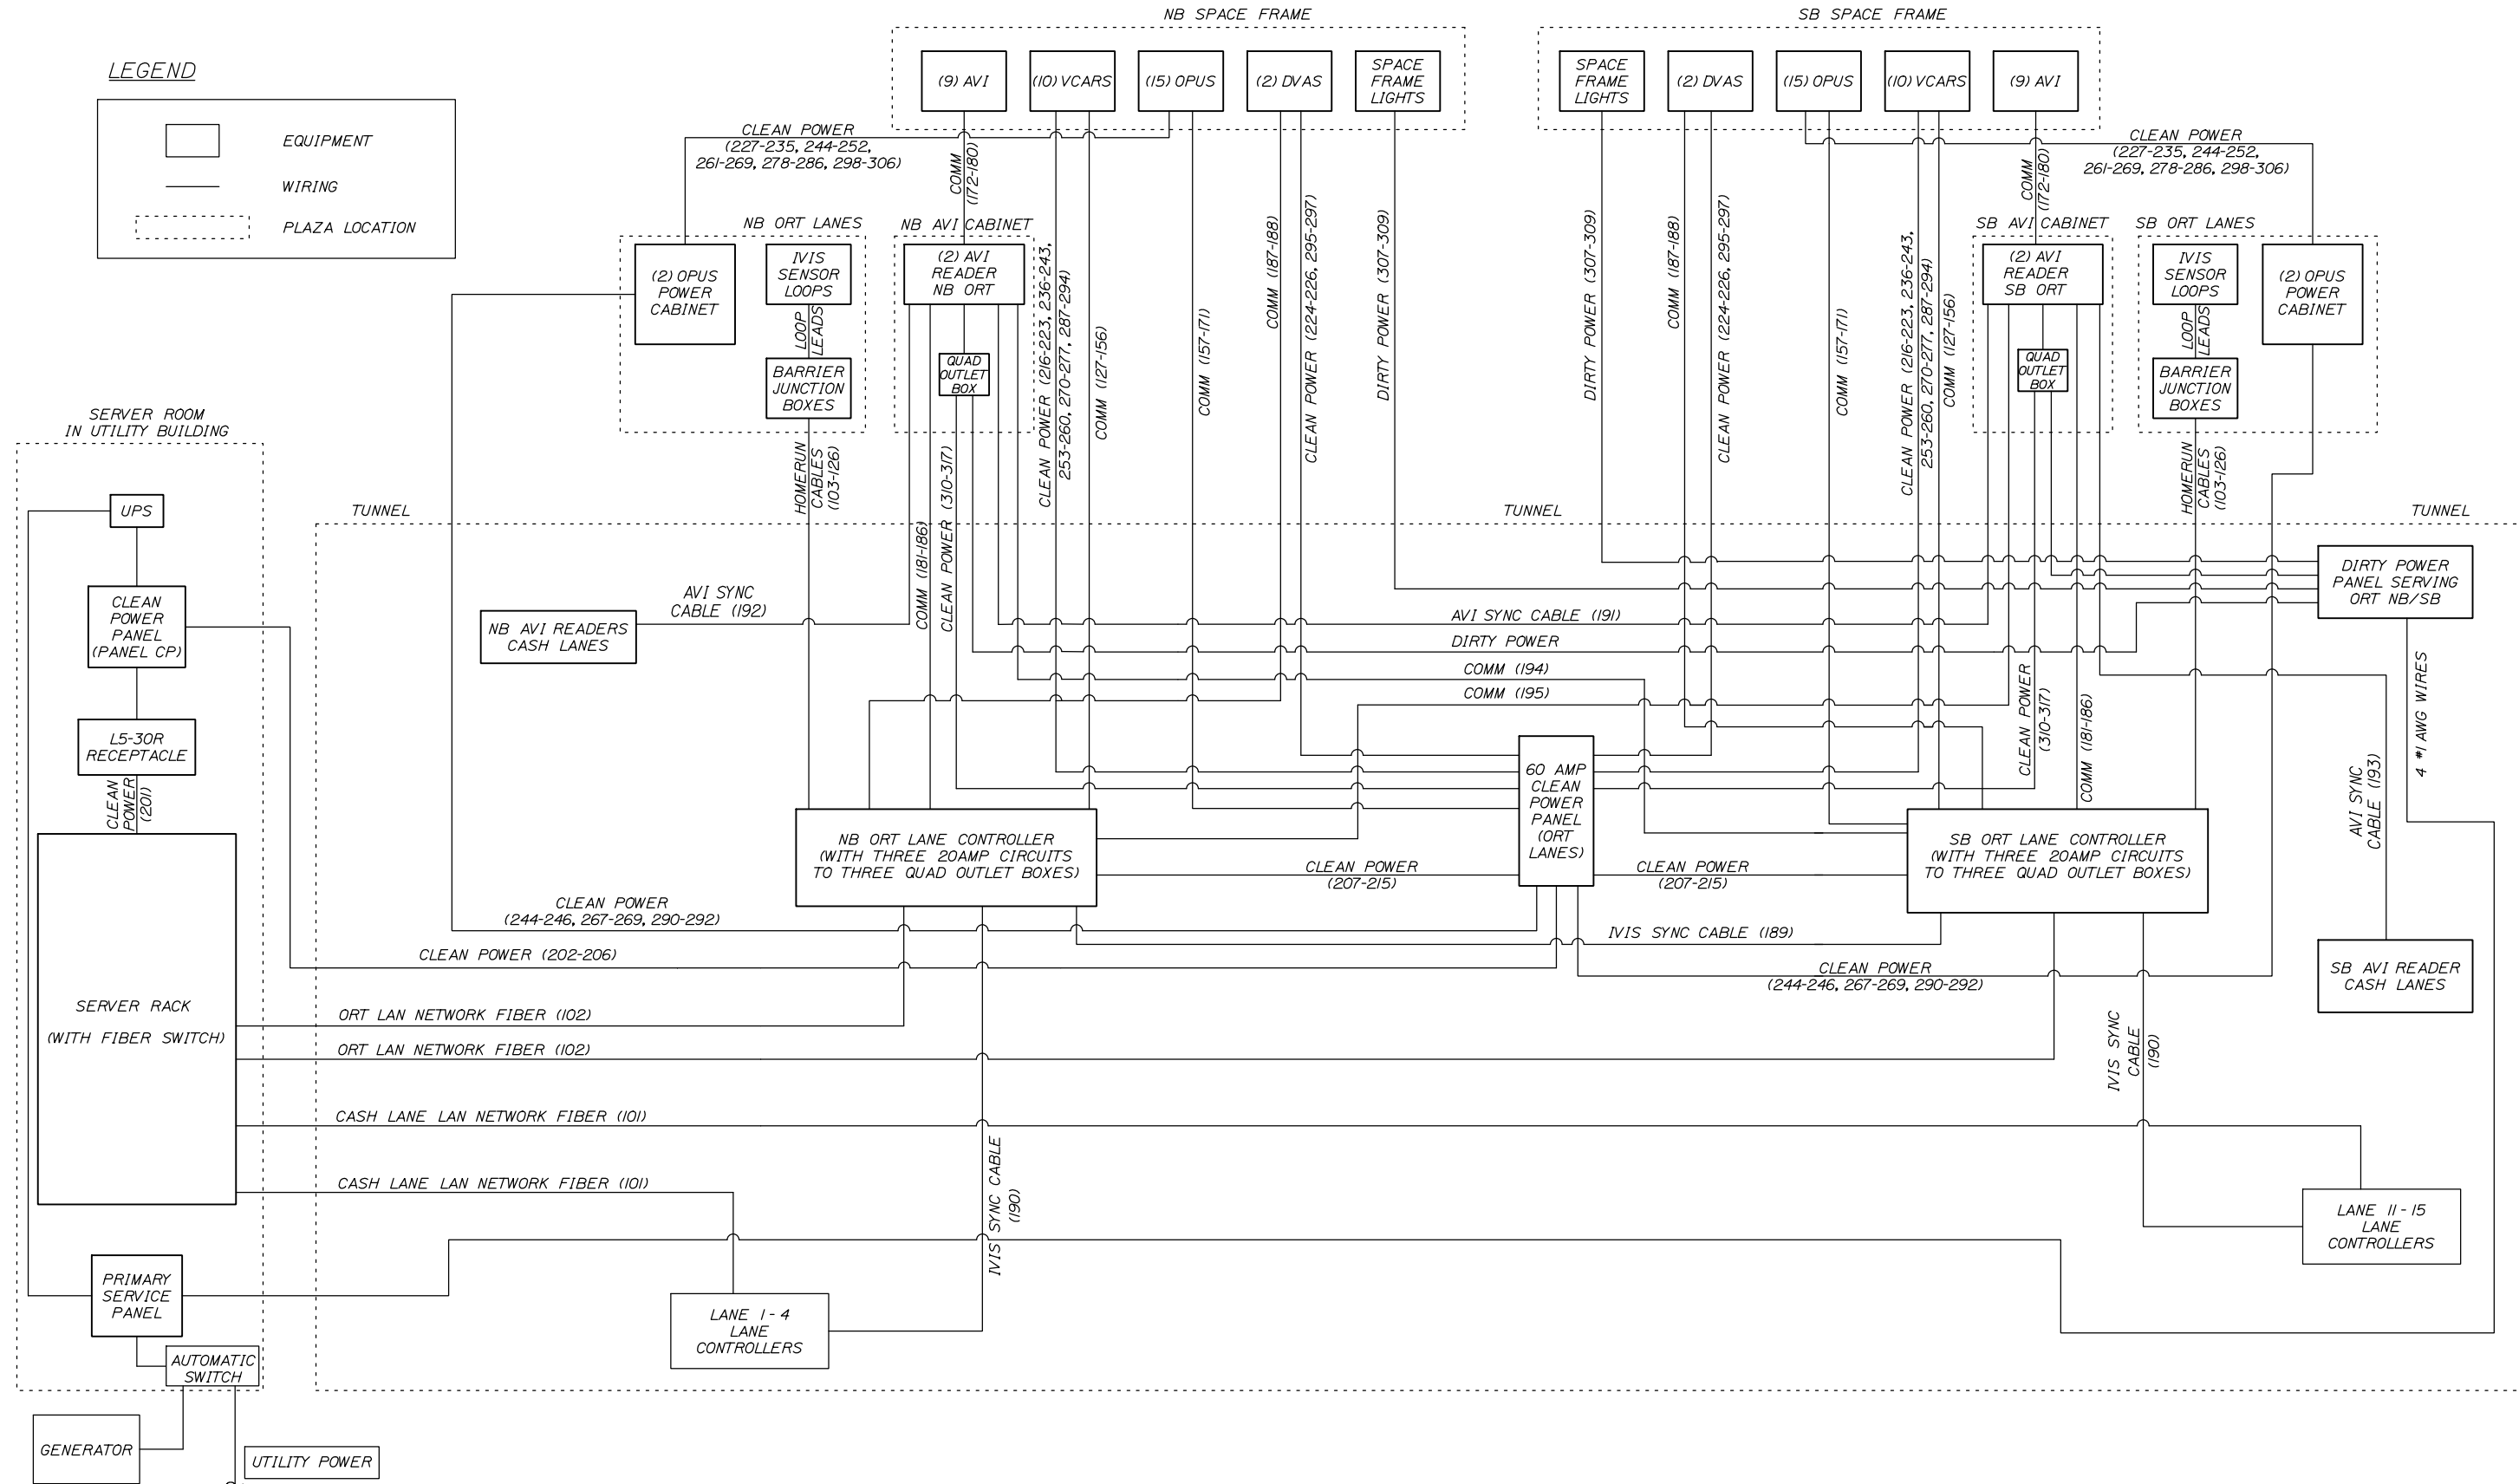 NB SPACE FRAME
SB SPACE FRAME
LEGEND
EQUIPMENT
WIRING
PLAZA LOCATION
(9) AVI
(10) VCARS
(15) OPUS
(2) DVAS
SPACE
FRAME
LIGHTS
SPACE
FRAME
LIGHTS
(2) DVAS
(15) OPUS
(10) VCARS
(9) AVI
CLEAN POWER
(227-235, 244-252,
261-269, 278-286, 298-306)
COMM
(172-180)
CLEAN POWER
(227-235, 244-252,
261-269, 278-286, 298-306)
COMM
(172-180)
NB ORT LANES
NB AVI CABINET
SB AVI CABINET
SB ORT LANES
(2) OPUS
POWER
CABINET
IVIS
SENSOR
LOOPS
LOOP
LEADS
BARRIER
JUNCTION
BOXES
(2) AVI
READER
NB ORT
QUAD
OUTLET
BOX
CLEAN POWER (216-223, 236-243,
253-260, 270-277, 287-294)
COMM (127-156)
COMM (157-171)
COMM (187-188)
CLEAN POWER (224-226, 295-297)
DIRTY POWER (307-309)
DIRTY POWER (307-309)
COMM (187-188)
CLEAN POWER (224-226, 295-297)
COMM (157-171)
CLEAN POWER (216-223, 236-243,
253-260, 270-277, 287-294)
COMM (127-156)
(2) AVI
READER
SB ORT
QUAD
OUTLET
BOX
IVIS
SENSOR
LOOPS
LOOP
LEADS
BARRIER
JUNCTION
BOXES
(2) OPUS
POWER
CABINET
HOMERUN
CABLES
(103-126)
HOMERUN
CABLES
(103-126)
SERVER ROOM
IN UTILITY BUILDING
UPS
CLEAN
POWER
PANEL
(PANEL CP)
L5-30R
RECEPTACLE
CLEAN
POWER
(201)
SERVER RACK
(WITH FIBER SWITCH)
PRIMARY
SERVICE
PANEL
AUTOMATIC
SWITCH
GENERATOR
UTILITY POWER
TUNNEL
TUNNEL
TUNNEL
COMM (181-186)
CLEAN POWER (310-317)
AVI SYNC
CABLE (192)
NB AVI READERS
CASH LANES
AVI SYNC CABLE (191)
DIRTY POWER
COMM (194)
COMM (195)
DIRTY POWER
PANEL SERVING
ORT NB/SB
CLEAN POWER
(310-317)
COMM (181-186)
4 #1 AWG WIRES
AVI SYNC
CABLE (193)
60 AMP
CLEAN
POWER
PANEL
(ORT
LANES)
NB ORT LANE CONTROLLER
(WITH THREE 20AMP CIRCUITS
TO THREE QUAD OUTLET BOXES)
SB ORT LANE CONTROLLER
(WITH THREE 20AMP CIRCUITS
TO THREE QUAD OUTLET BOXES)
CLEAN POWER
(207-215)
CLEAN POWER
(207-215)
CLEAN POWER
(244-246, 267-269, 290-292)
IVIS SYNC CABLE (189)
CLEAN POWER (202-206)
CLEAN POWER
(244-246, 267-269, 290-292)
SB AVI READER
CASH LANES
ORT LAN NETWORK FIBER (102)
ORT LAN NETWORK FIBER (102)
IVIS SYNC
CABLE
(190)
CASH LANE LAN NETWORK FIBER (101)
CASH LANE LAN NETWORK FIBER (101)
IVIS SYNC CABLE
(190)
LANE 11 - 15
LANE
CONTROLLERS
LANE 1 - 4
LANE
CONTROLLERS